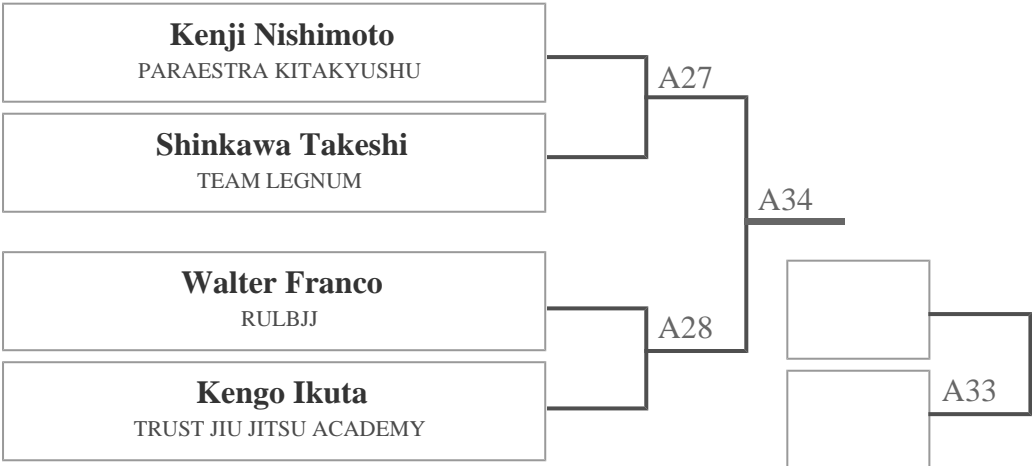 Kenji Nishimoto
PARAESTRA KITAKYUSHU
A27
Shinkawa Takeshi
TEAM LEGNUM
A34
Walter Franco
RULBJJ
A28
Kengo Ikuta
TRUST JIU JITSU ACADEMY
A33